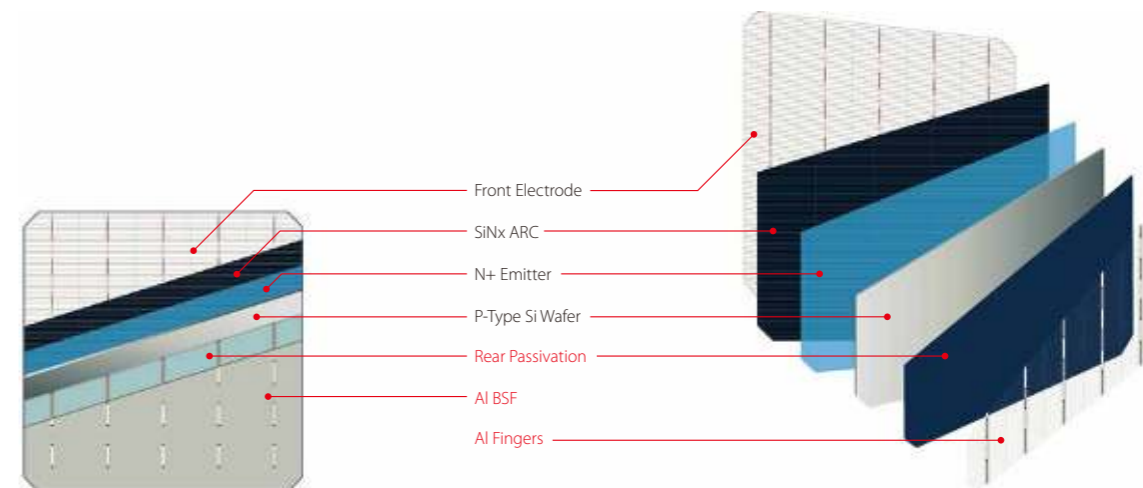 Front Electrode
SiNx ARC
N+ Emitter
P-Type Si Wafer
Rear Passivation
Al BSF
Al Fingers